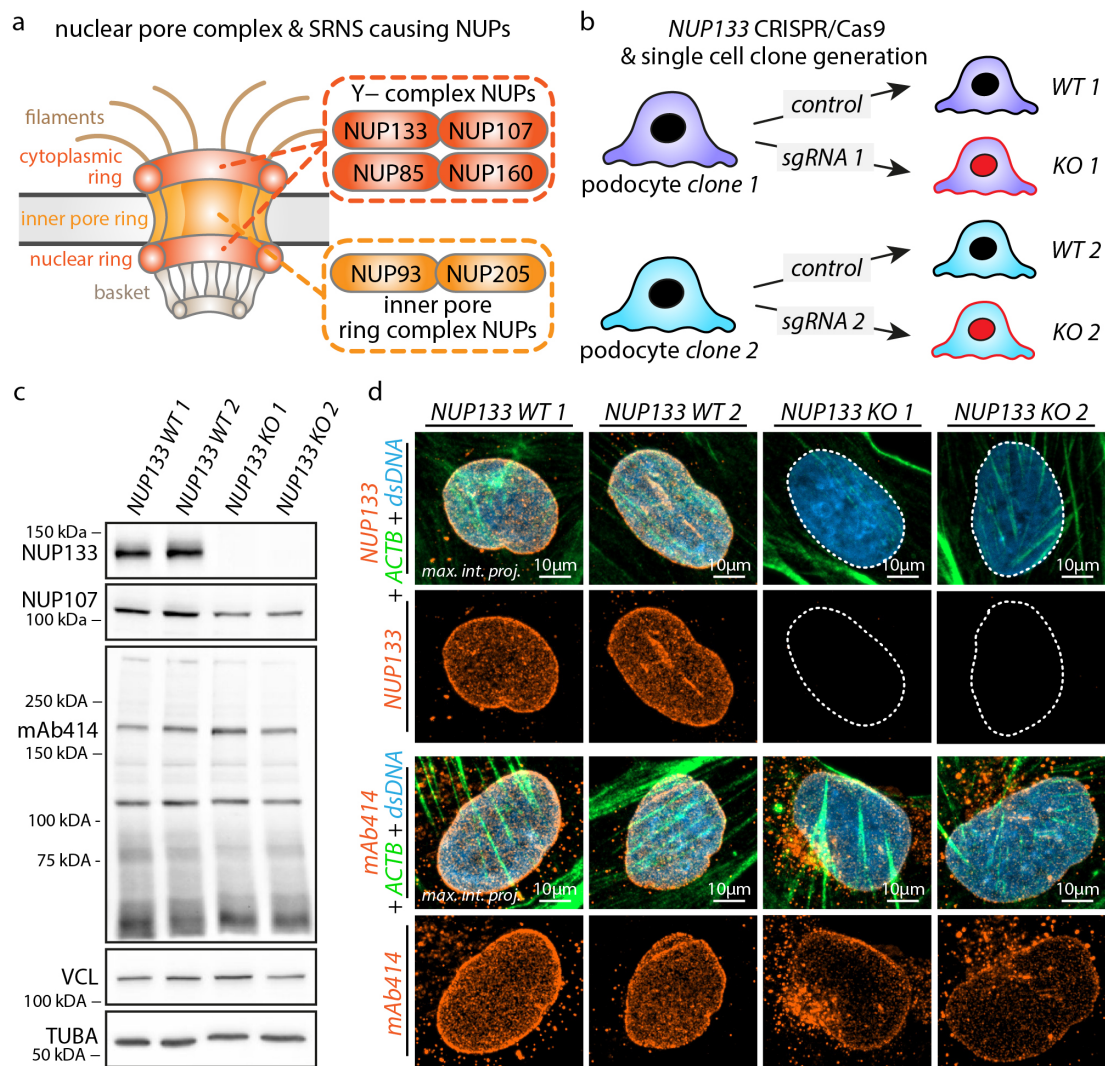 a
nuclear pore complex & SRNS causing NUPs
filaments
cytoplasmic
ring
inner pore ring
nuclear ring
basket
Y– complex NUPs
NUP133 NUP107
NUP85 NUP160
NUP93 NUP205
inner pore
ring complex NUPs
b
NUP133 CRISPR/Cas9
& single cell clone generation
podocyte clone 1
control
sgRNA 1
WT 1
KO 1
podocyte clone 2
control
sgRNA 2
WT 2
KO 2
c
NUP133 WT 1
NUP133 WT 2
NUP133 KO 1
NUP133 KO 2
150 kDa –
NUP133
NUP107
100 kDa –
250 kDA –
mAb414
150 kDA –
100 kDA –
75 kDA –
VCL
100 kDA –
TUBA
50 kDA –
d
NUP133 WT 1
NUP133 WT 2
NUP133 KO 1
NUP133 KO 2
NUP133
+ ACTB + dsDNA
max. int. proj.
10μm
10μm
10μm
10μm
NUP133
mAb414
+ ACTB + dsDNA
max. int. proj.
10μm
10μm
10μm
10μm
mAb414